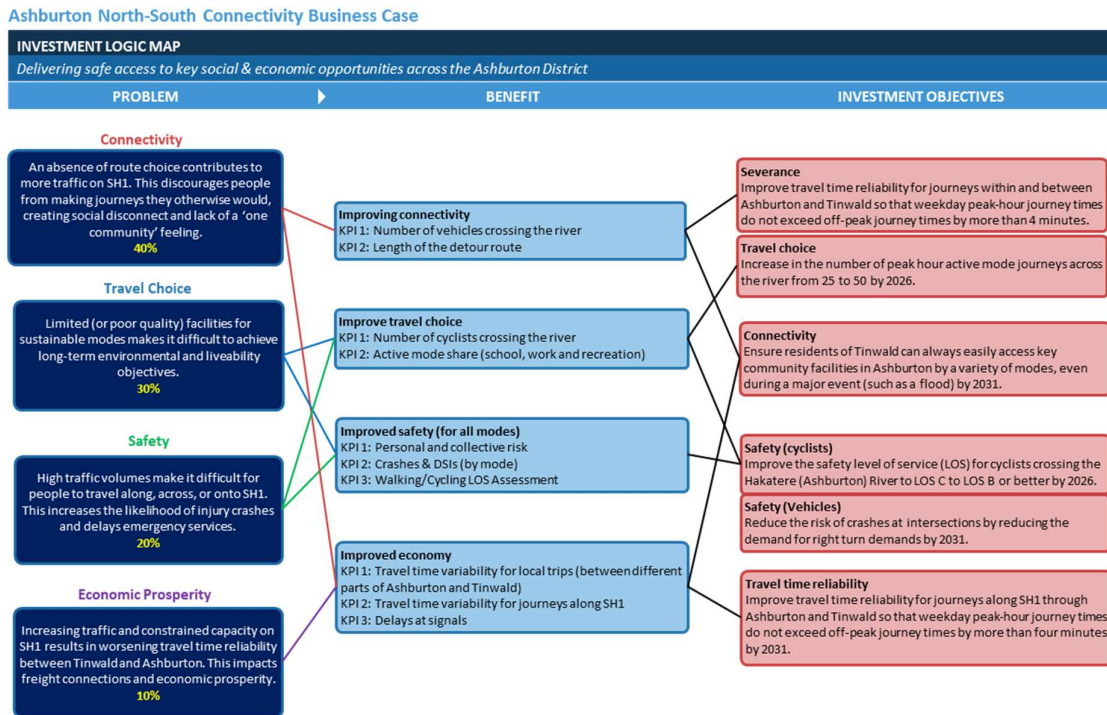 Ashburton North-South Connectivity Business Case
INVESTMENT LOGIC MAP
Delivering safe access to key social & economic opportunities across the Ashburton District
PROBLEM
BENEFIT
INVESTMENT OBJECTIVES
Connectivity
An absence of route choice contributes to
more traffic on SH1. This discourages people
from making journeys they otherwise would,
creating social disconnect and lack of a ‘one
community’ feeling.
40%
Travel Choice
Limited (or poor quality) facilities for
sustainable modes makes it difficult to achieve
long-term environmental and liveability
objectives.
30%
Safety
High traffic volumes make it difficult for
people to travel along, across, or onto SH1.
This increases the likelihood of injury crashes
and delays emergency services.
20%
Economic Prosperity
Increasing traffic and constrained capacity on
SH1 results in worsening travel time reliability
between Tinwald and Ashburton. This impacts
freight connections and economic prosperity.
10%
Improving connectivity
KPI 1: Number of vehicles crossing the river
KPI 2: Length of the detour route
Improve travel choice
KPI 1: Number of cyclists crossing the river
KPI 2: Active mode share (school, work and recreation)
Improved safety (for all modes)
KPI 1: Personal and collective risk
KPI 2: Crashes & DSIs (by mode)
KPI 3: Walking/Cycling LOS Assessment
Improved economy
KPI 1: Travel time variability for local trips (between different
parts of Ashburton and Tinwald)
KPI 2: Travel time variability for journeys along SH1
KPI 3: Delays at signals
Severance
Improve travel time reliability for journeys within and between
Ashburton and Tinwald so that weekday peak-hour journey times
do not exceed off-peak journey times by more than 4 minutes.
Travel choice
Increase in the number of peak hour active mode journeys across
the river from 25 to 50 by 2026.
Connectivity
Ensure residents of Tinwald can always easily access key
community facilities in Ashburton by a variety of modes, even
during a major event (such as a flood) by 2031.
Safety (cyclists)
Improve the safety level of service (LOS) for cyclists crossing the
Hakatere (Ashburton) River to LOS C to LOS B or better by 2026.
Safety (Vehicles)
Reduce the risk of crashes at intersections by reducing the
demand for right turn demands by 2031.
Travel time reliability
Improve travel time reliability for journeys along SH1 through
Ashburton and Tinwald so that weekday peak-hour journey times
do not exceed off-peak journey times by more than four minutes
by 2031.